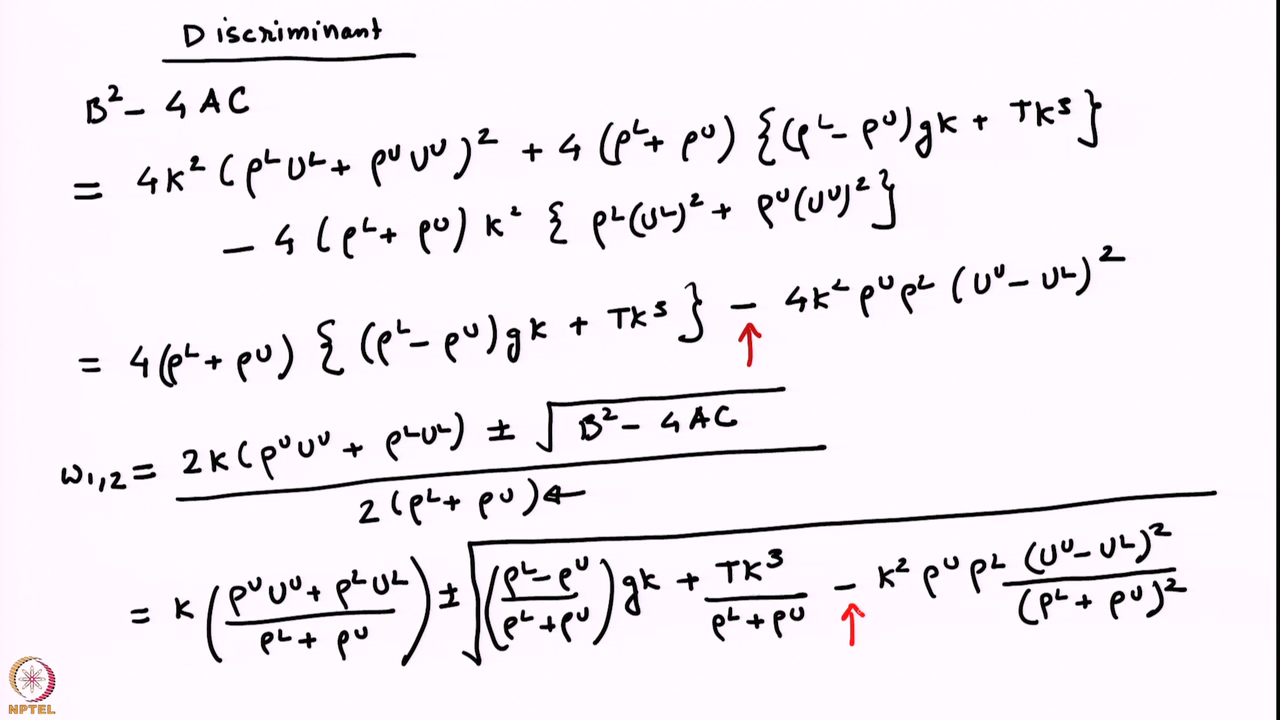 Discriminant
B² - 4AC
= 4k² (ρᴸUᴸ + ρᵁUᵁ)² + 4 (ρᴸ + ρᵁ) {(ρᴸ - ρᵁ)gk + Tk³}
- 4 (ρᴸ + ρᵁ) k² { ρᴸ(Uᴸ)² + ρᵁ(Uᵁ)² }
= 4(ρᴸ + ρᵁ) { (ρᴸ - ρᵁ)gk + Tk³ } - 4k² ρᵁρᴸ (Uᵁ - Uᴸ)²
ω₁,₂ = (2k(ρᵁUᵁ + ρᴸUᴸ) ± √(B² - 4AC)) / (2(ρᴸ + ρᵁ)) ←
= k((ρᵁUᵁ + ρᴸUᴸ)/(ρᴸ + ρᵁ)) ± √(((ρᴸ - ρᵁ)/(ρᴸ + ρᵁ))gk + Tk³/(ρᴸ + ρᵁ) - k² ρᵁρᴸ (Uᵁ - Uᴸ)²/(ρᴸ + ρᵁ)²)
NPTEL